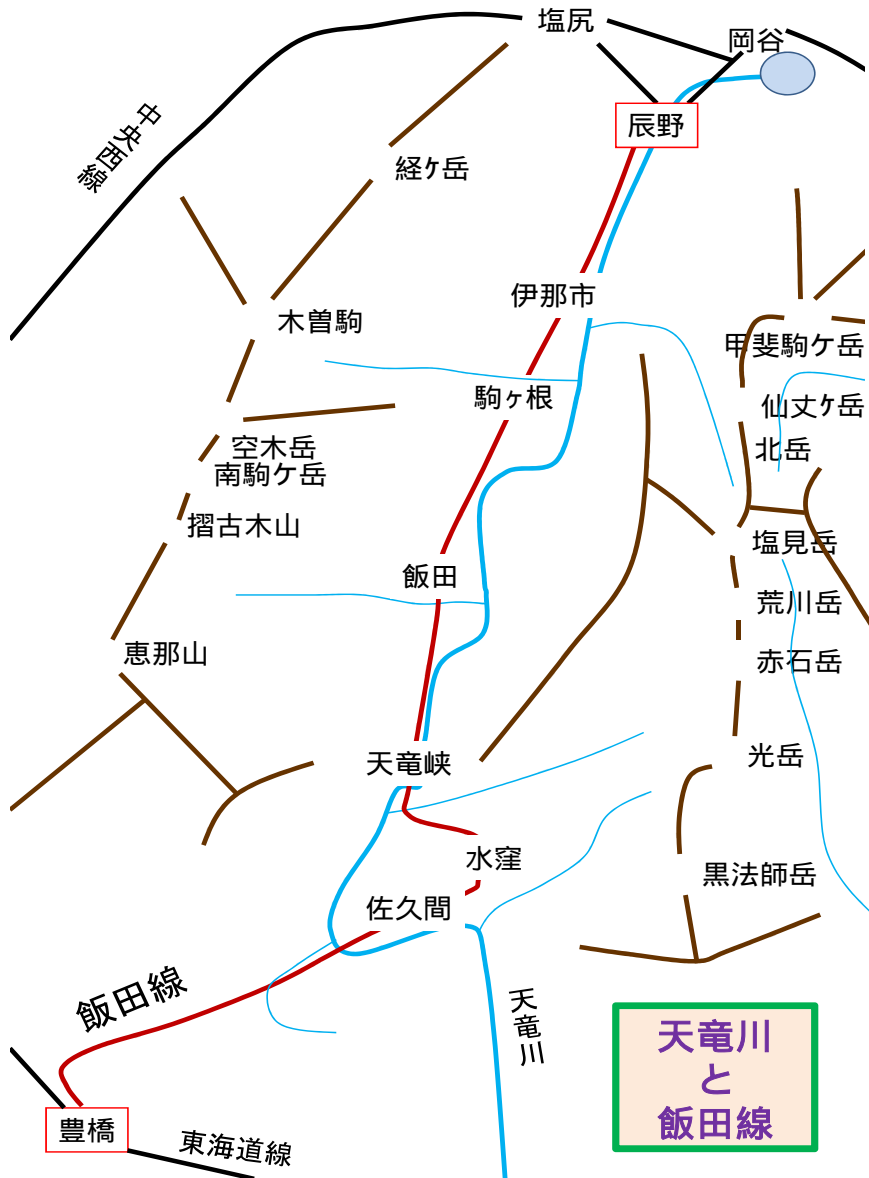 塩尻
岡谷
中央西線
辰野
経ケ岳
伊那市
木曽駒
甲斐駒ケ岳
駒ヶ根
仙丈ケ岳
空木岳
北岳
南駒ケ岳
摺古木山
塩見岳
飯田
荒川岳
恵那山
赤石岳
天竜峡
光岳
水窪
黒法師岳
佐久間
飯田線
天竜川
天竜川
と
飯田線
豊橋
東海道線